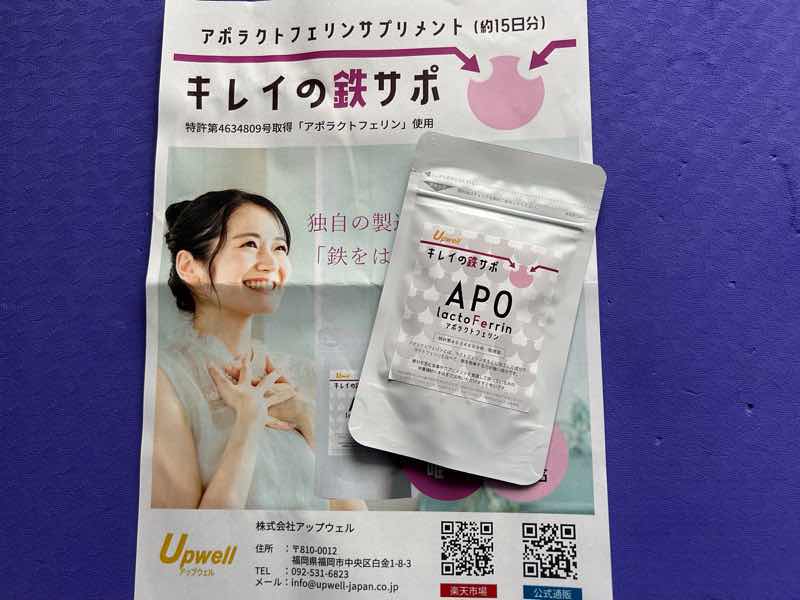 アポラクトフェリンサプリメント (約15日分)
キレイの鉄サポ
特許第4634809号取得「アポラクトフェリン」使用
独自の製造
「鉄をは
Upwell
キレイの鉄サポ
APO
lactoFerrin
アポラクトフェリン
Upwell
キレイの鉄サポ
A
lacto
唯
株式会社アップウェル
Upwell
アップウェル
住所 :〒810-0012
福岡県福岡市中央区白金1-8-3
TEL :092-531-6823
メール:info@upwell-japan.co.jp
楽天市場
公式通販